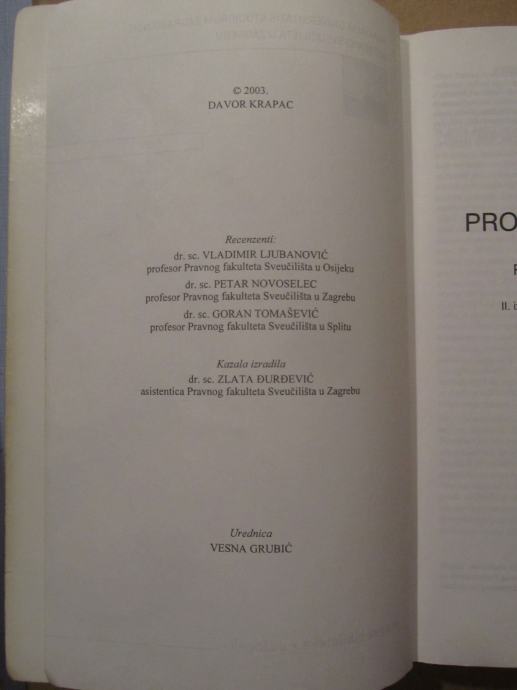 © 2003.
DAVOR KRAPAC
Recenzenti:
dr. sc. VLADIMIR LJUBANOVIĆ
profesor Pravnog fakulteta Sveučilišta u Osijeku
dr. sc. PETAR NOVOSELEC
profesor Pravnog fakulteta Sveučilišta u Zagrebu
dr. sc. GORAN TOMAŠEVIĆ
profesor Pravnog fakulteta Sveučilišta u Splitu
Kazala izradila
dr. sc. ZLATA ĐURĐEVIĆ
asistentica Pravnog fakulteta Sveučilišta u Zagrebu
Urednica
VESNA GRUBIĆ
PRO
II. i